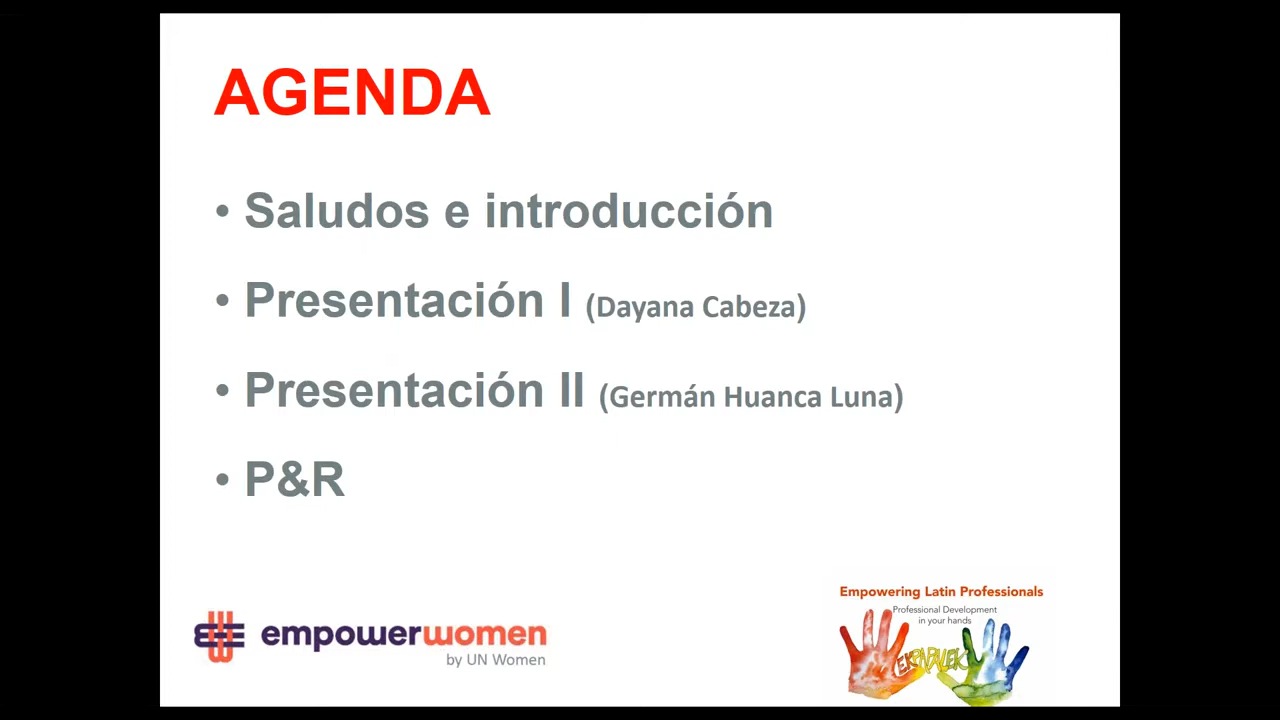 AGENDA
• Saludos e introducción
• Presentación I (Dayana Cabeza)
• Presentación II (Germán Huanca Luna)
• P&R
empowerwomen
by UN Women
Empowering Latin Professionals
Professional Development
in your hands
EKPAPALEK